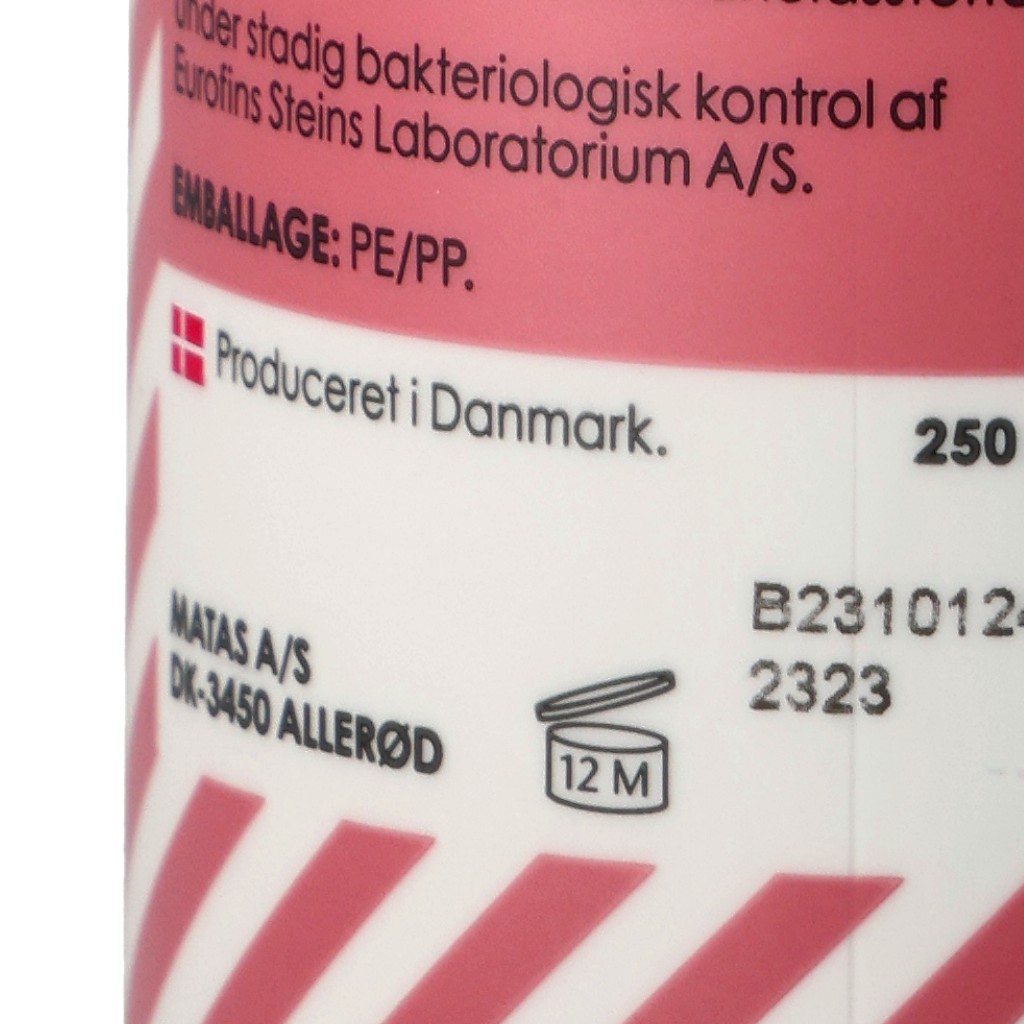 under stadig bakteriologisk kontrol af
Eurofins Steins Laboratorium A/S.
EMBALLAGE: PE/PP.
Produceret i Danmark.
250
MATAS A/S
DK-3450 ALLERØD
12 M
B231012
2323